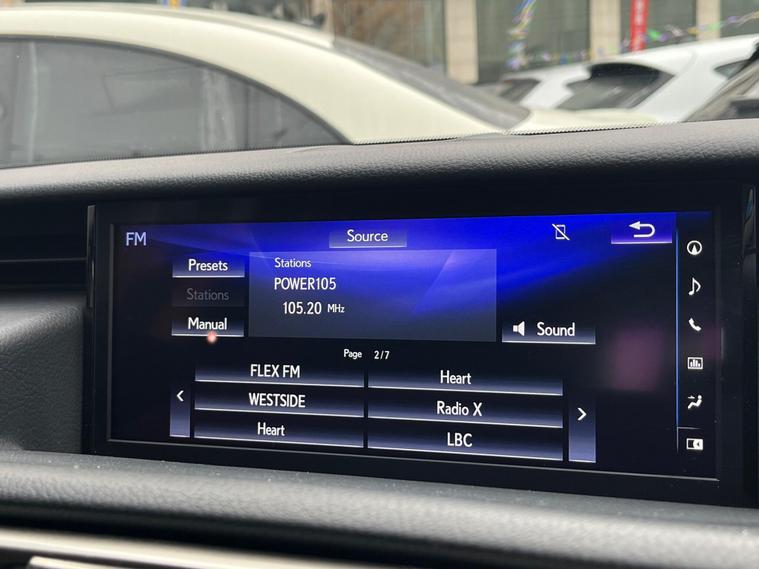 FM
Source
Presets
Stations
Manual
Stations
POWER105
105.20 MHz
Sound
Page 2/7
FLEX FM
Heart
WESTSIDE
Radio X
Heart
LBC